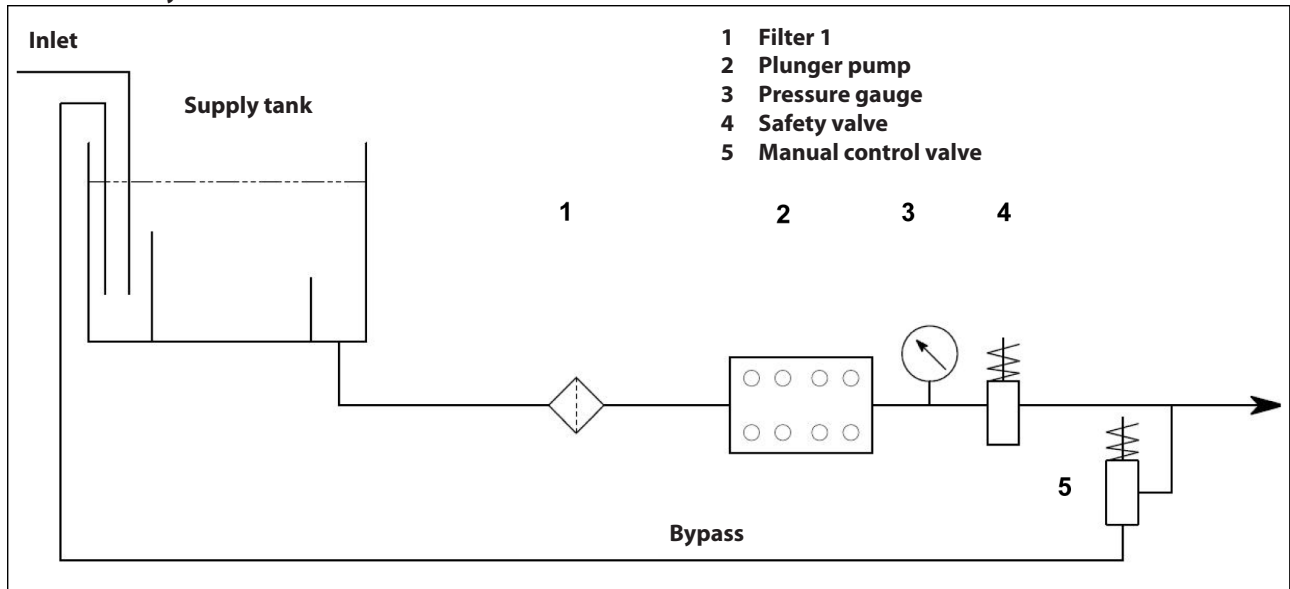 Inlet
Supply tank
1 Filter 1
2 Plunger pump
3 Pressure gauge
4 Safety valve
5 Manual control valve
1 2 3 4
5
Bypass